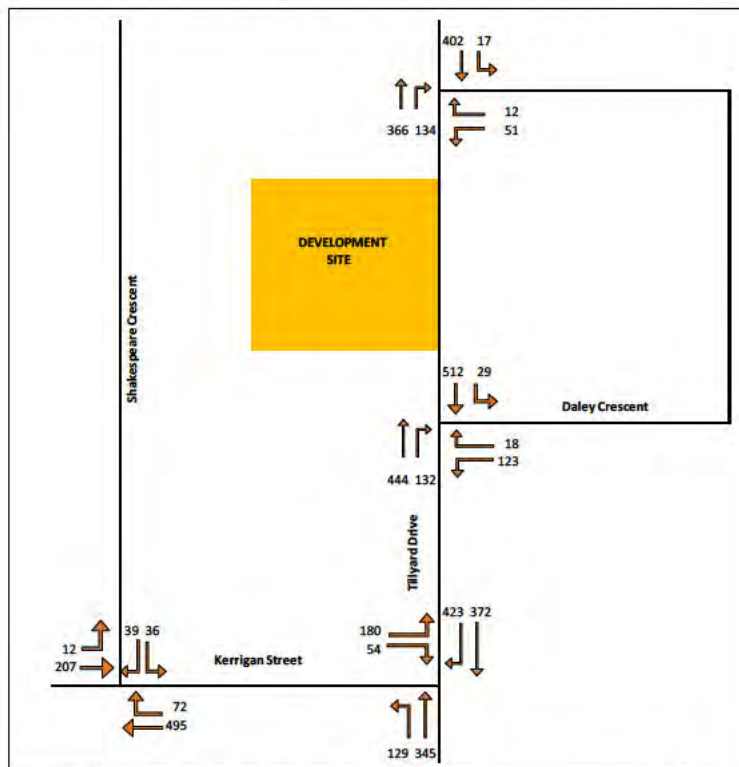 402 17
366 134
12
51
DEVELOPMENT
SITE
Shakespeare Crescent
512 29
Daley Crescent
444 132
18
123
Tillyard Drive
39 36
12
207
180
54
423 372
Kerrigan Street
72
495
129 345